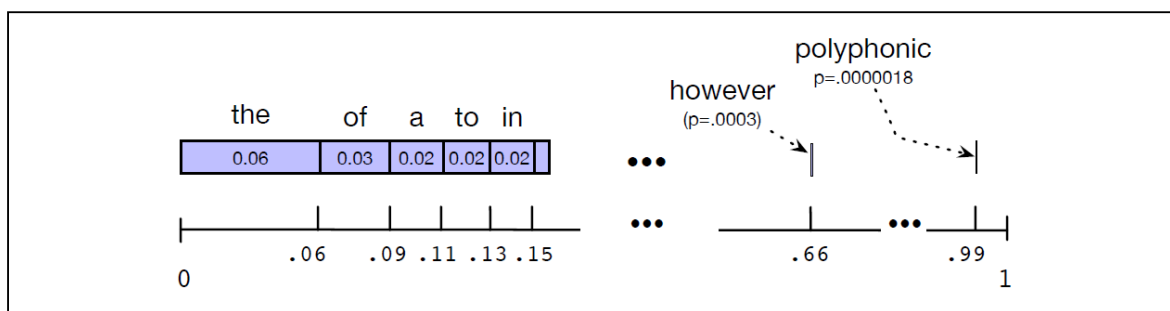 polyphonic
p=.0000018
however
(p=.0003)
the of a to in
0.06 0.03 0.02 0.02 0.02
••• 
••• •••
.06 .09 .11 .13 .15 .66 .99
0 1